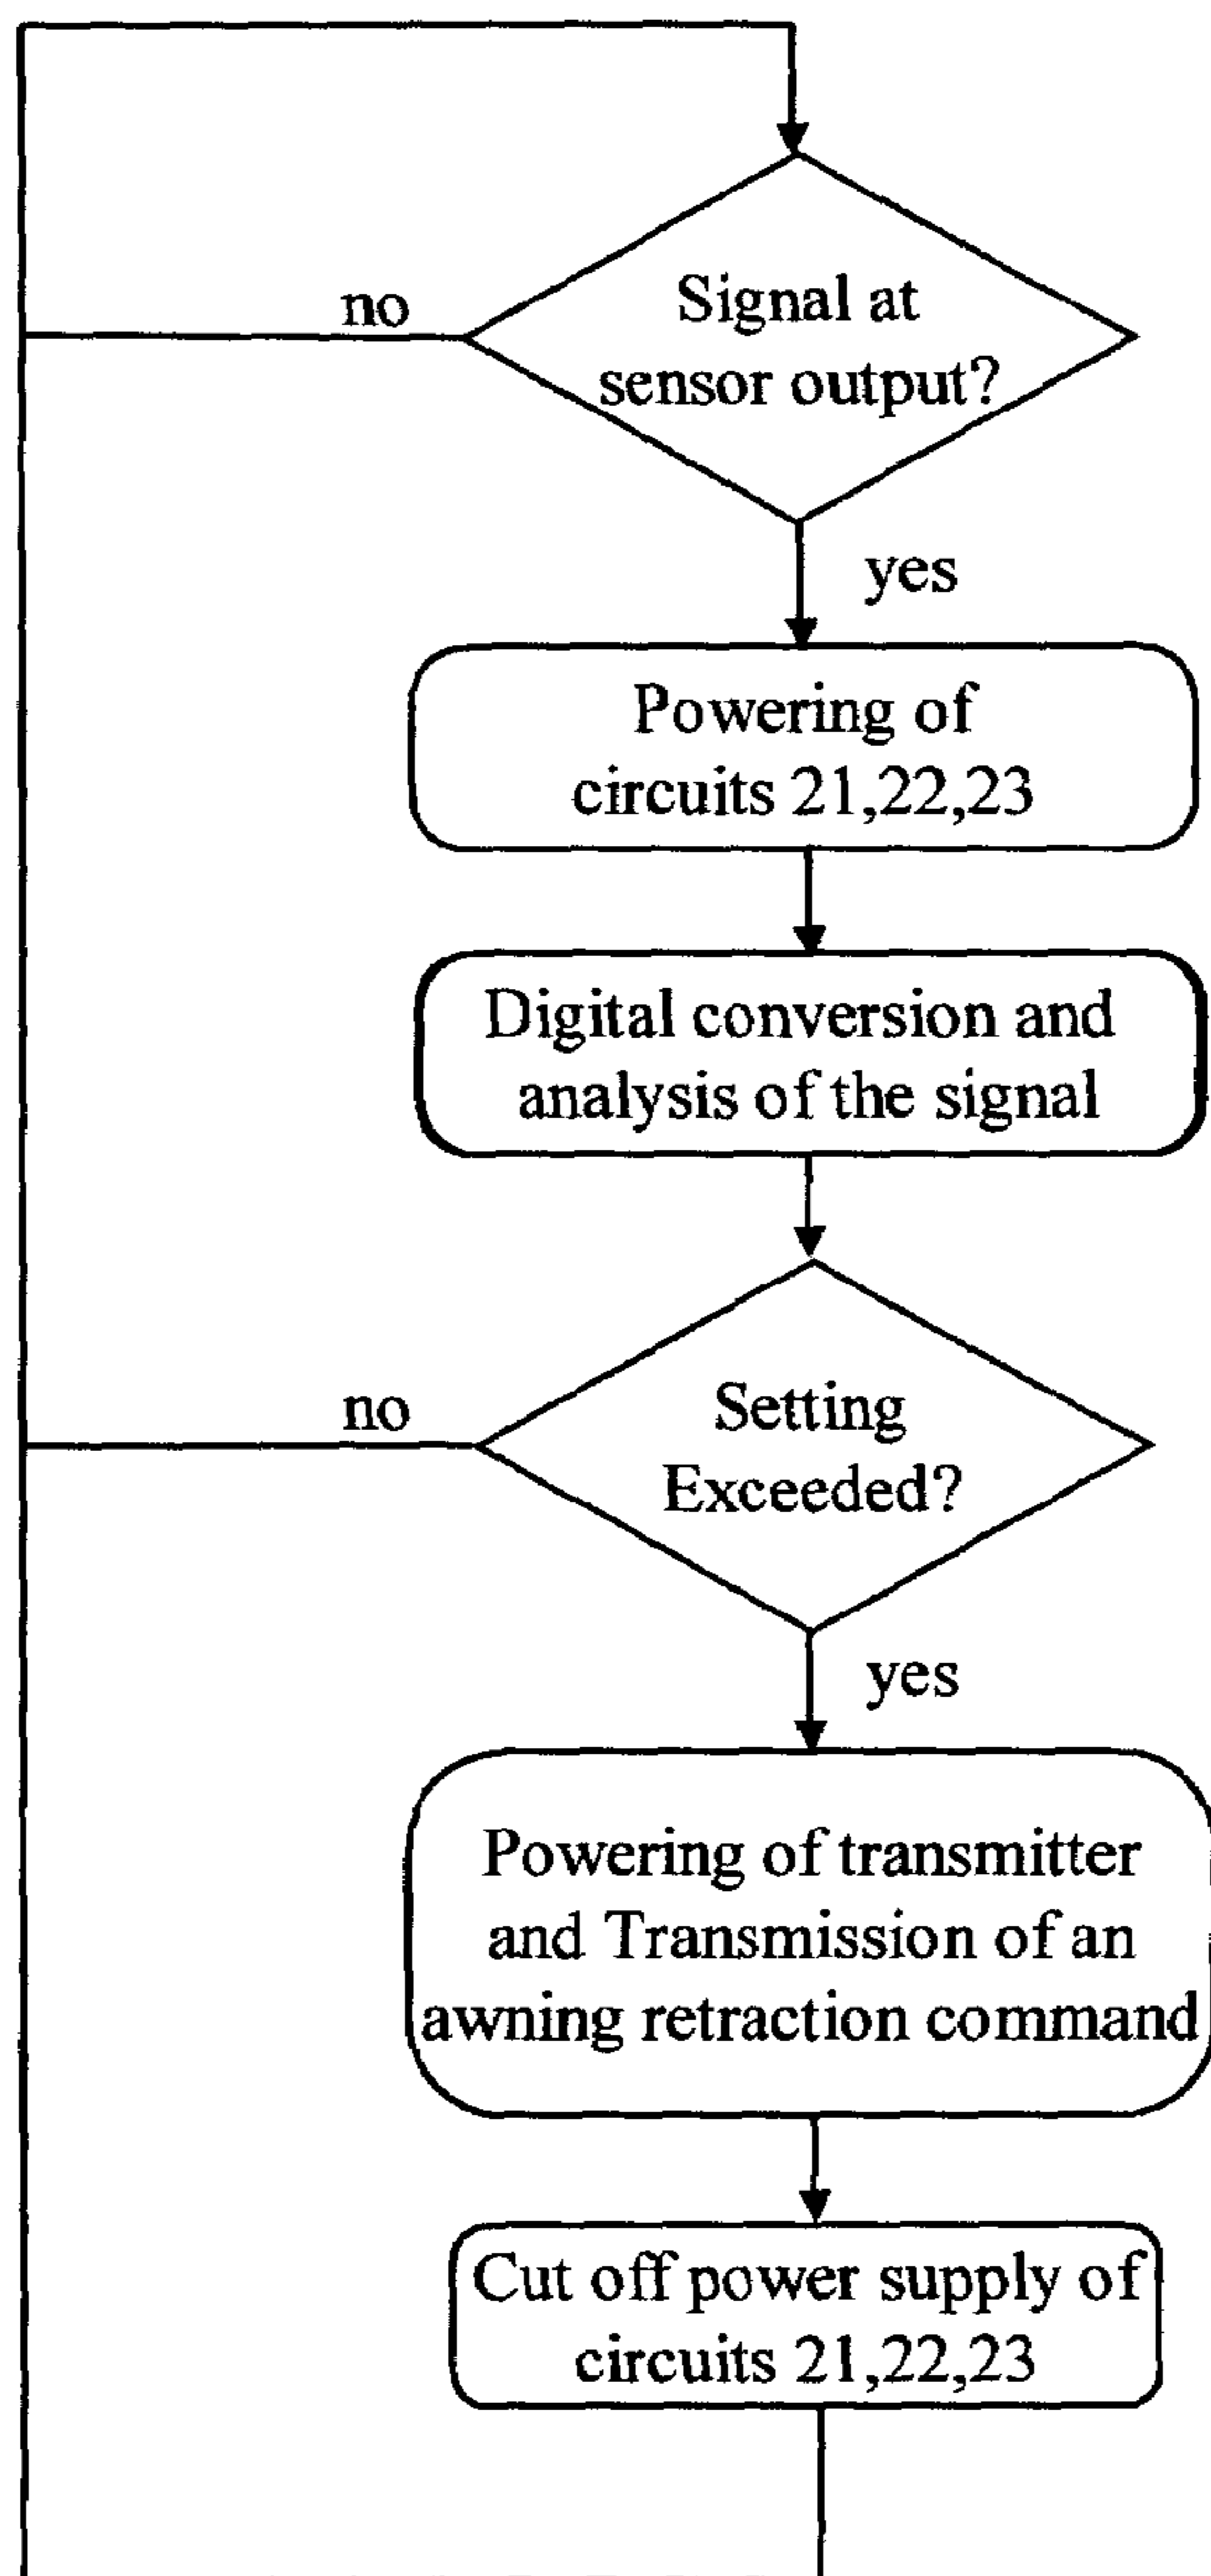 no
Signal at
sensor output?
yes
Powering of
circuits 21,22,23
Digital conversion and
analysis of the signal
no
Setting
Exceeded?
yes
Powering of transmitter
and Transmission of an
awning retraction command
Cut off power supply of
circuits 21,22,23